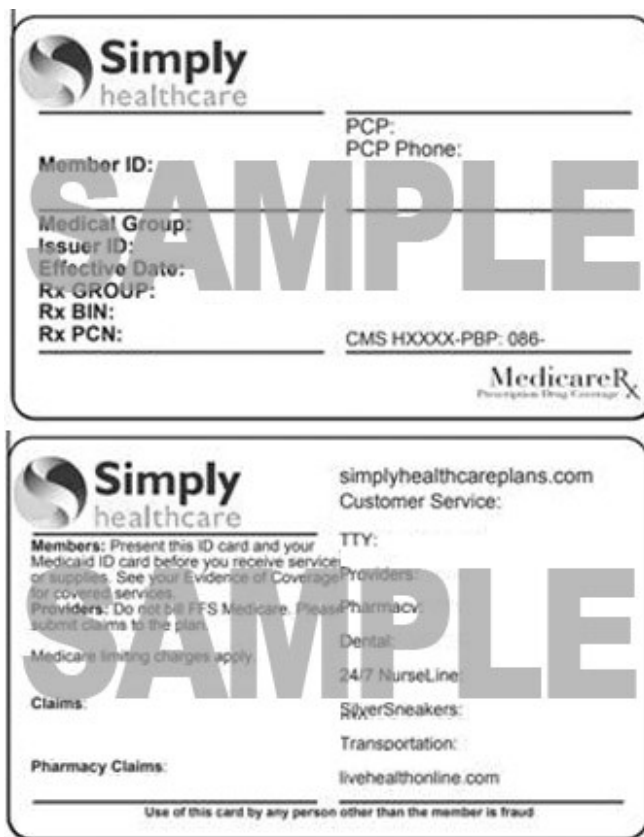 Simply
healthcare
PCP:
PCP Phone:
Member ID:
SAMPLE
Medical Group:
Issuer ID:
Effective Date:
Rx GROUP:
Rx BIN:
Rx PCN:
CMS HXXXX-PBP: 086-
MedicareRx
Prescription Drug Coverage
Simply
healthcare
Members: Present this ID card and your
Medicaid ID card before you receive service
or supplies. See your Evidence of Coverage
for covered services.
Providers: Do not bill FFS Medicare. Please
submit claims to the plan.
Medicare limiting charges apply.
Claims:
Pharmacy Claims:
SAMPLE
simplyhealthcareplans.com
Customer Service:
TTY:
Providers:
Pharmacy:
Dental:
24/7 NurseLine:
SilverSneakers:
Transportation:
livehealthonline.com
Use of this card by any person other than the member is fraud